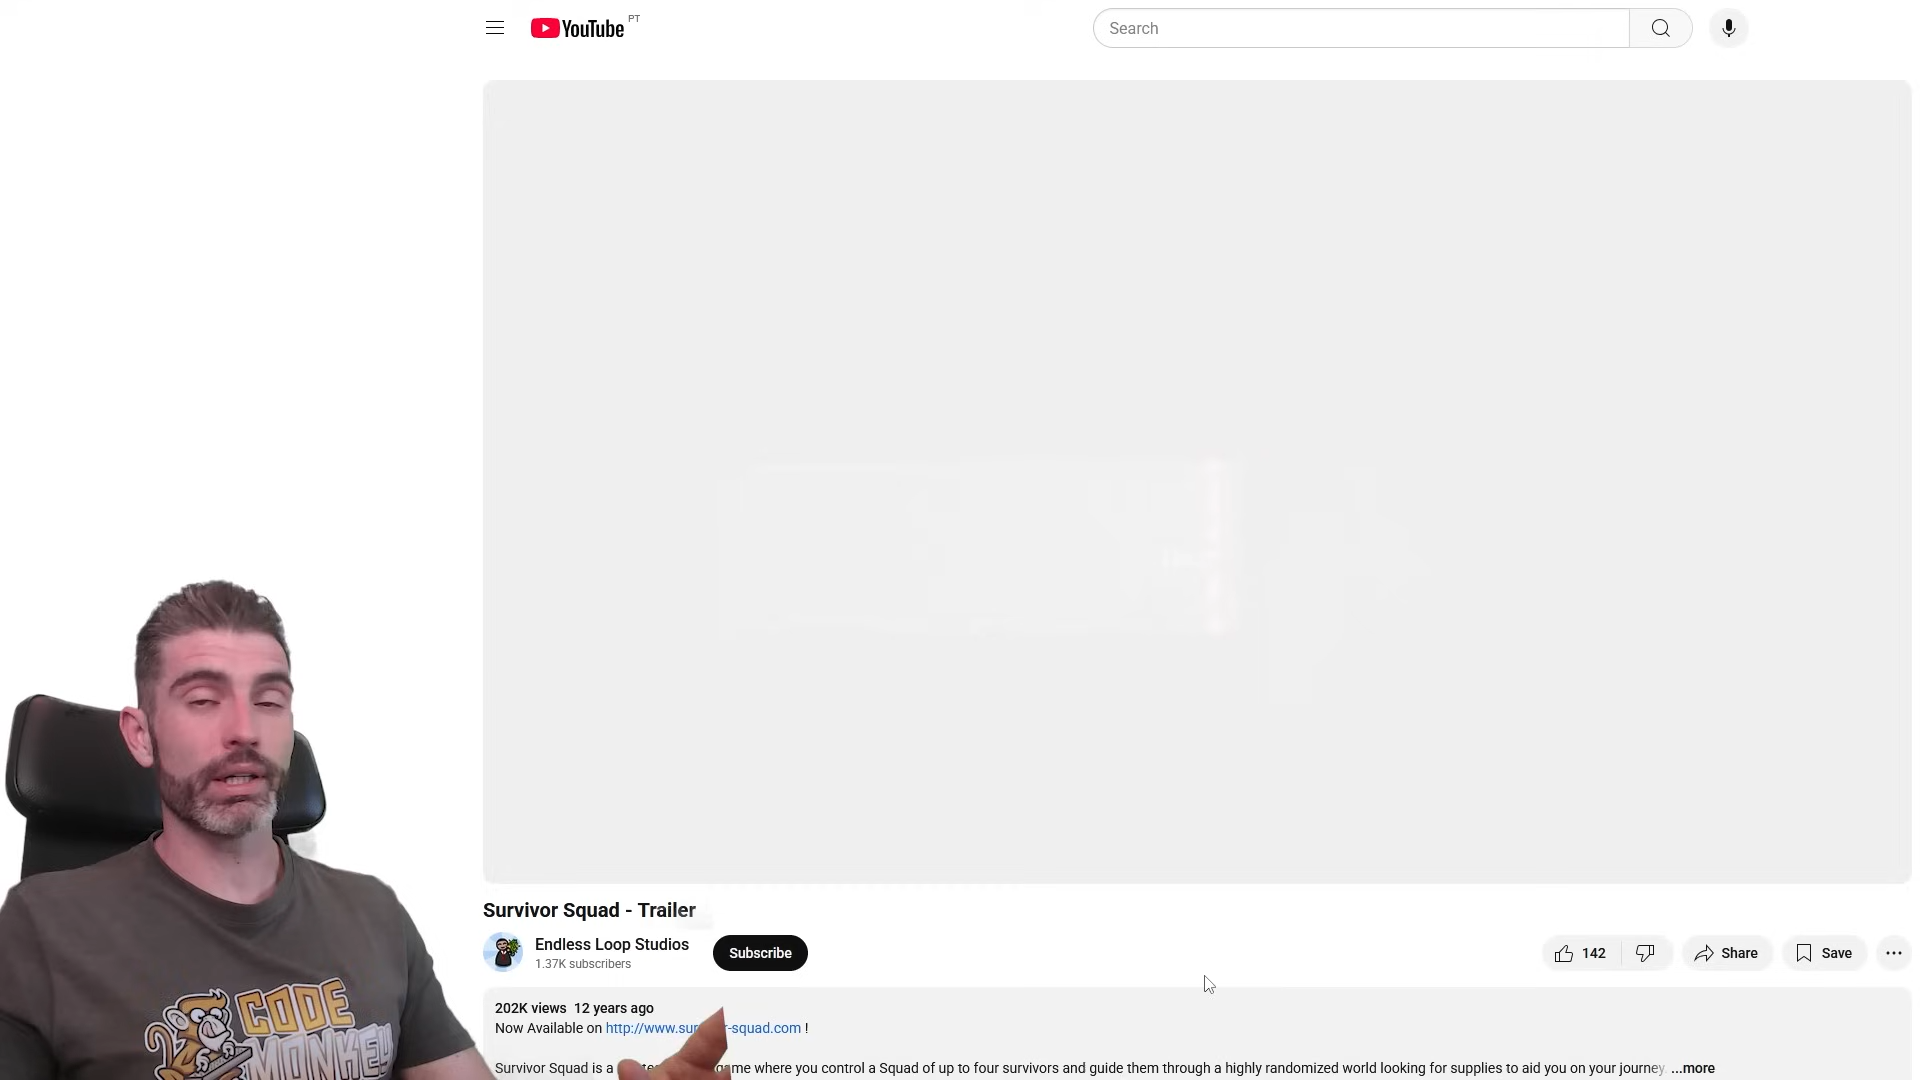 YouTube PT
Search
Survivor Squad - Trailer
Endless Loop Studios
1.37K subscribers
Subscribe
142
Share
Save
202K views 12 years ago
Now Available on http://www.sur -squad.com !
Survivor Squad is a game where you control a Squad of up to four survivors and guide them through a highly randomized world looking for supplies to aid you on your journey. ...more
CODE
MONKEY